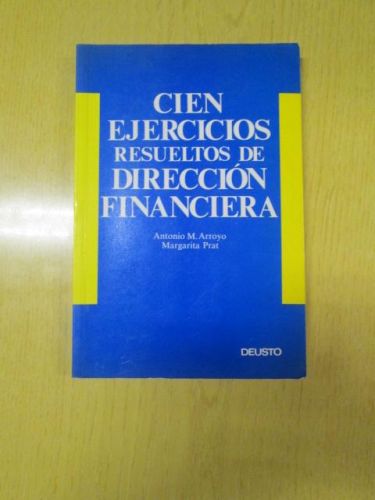 CIEN
EJERCICIOS
RESUELTOS DE
DIRECCIÓN
FINANCIERA
Antonio M. Arroyo
Margarita Prat
DEUSTO